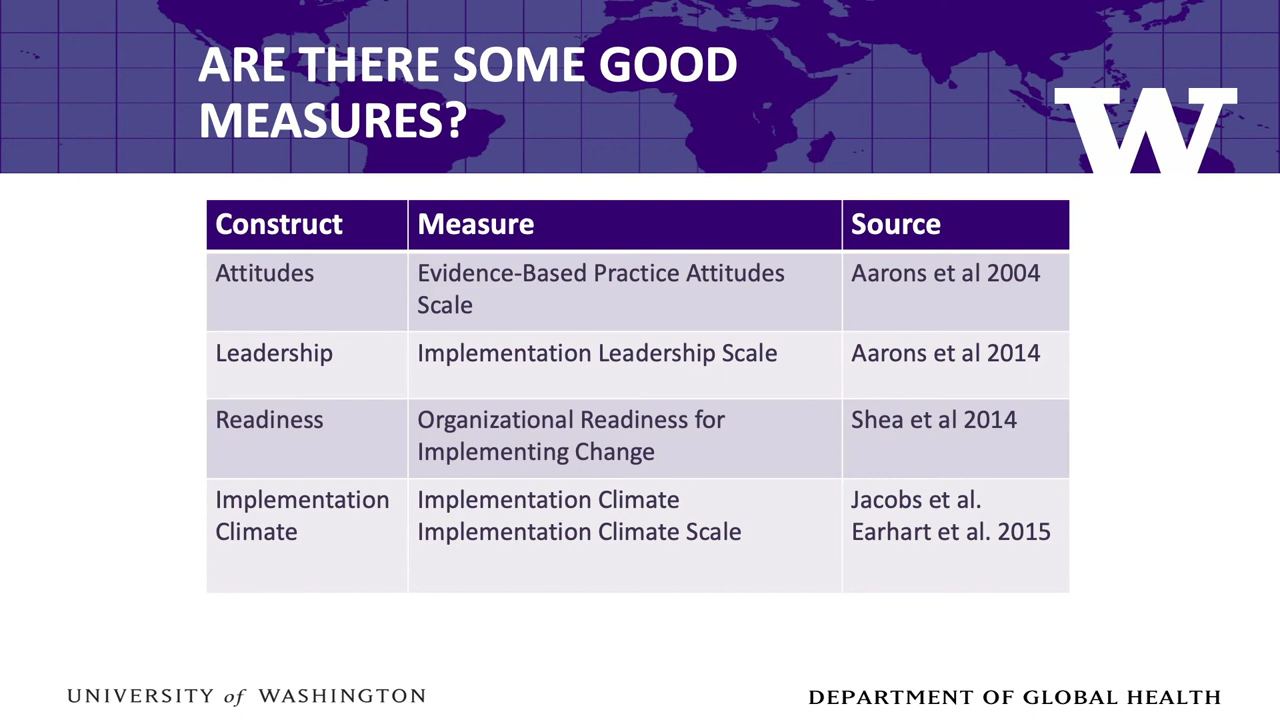 ARE THERE SOME GOOD
MEASURES?
W
Construct Measure Source
Attitudes Evidence-Based Practice Attitudes Aarons et al 2004
Scale
Leadership Implementation Leadership Scale Aarons et al 2014
Readiness Organizational Readiness for Shea et al 2014
Implementing Change
Implementation Implementation Climate Jacobs et al.
Climate Implementation Climate Scale Earhart et al. 2015
UNIVERSITY of WASHINGTON
DEPARTMENT OF GLOBAL HEALTH